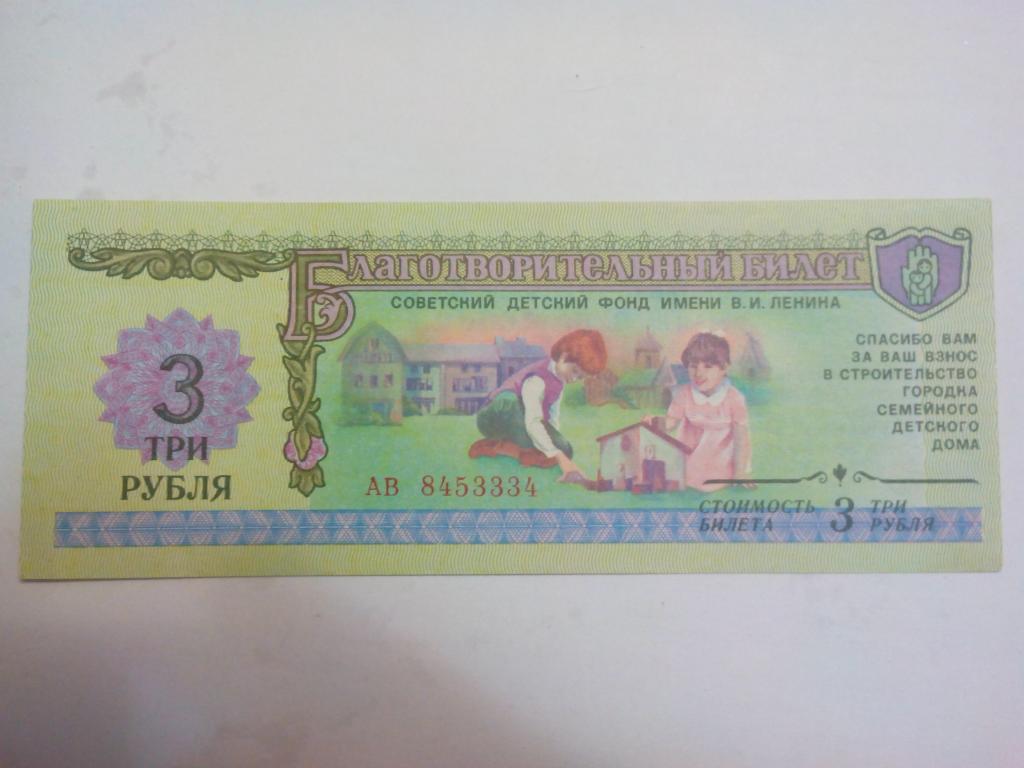 Благотворительный билет
СОВЕТСКИЙ ДЕТСКИЙ ФОНД ИМЕНИ В.И. ЛЕНИНА
3
ТРИ
РУБЛЯ
СПАСИБО ВАМ
ЗА ВАШ ВЗНОС
В СТРОИТЕЛЬСТВО
ГОРОДКА
СЕМЕЙНОГО
ДЕТСКОГО
ДОМА
АВ 8453334
СТОИМОСТЬ
БИЛЕТА
3
ТРИ
РУБЛЯ